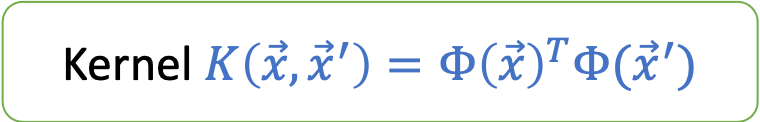 Kernel K(x⃗, x⃗′) = Φ(x⃗)ᵀΦ(x⃗′)